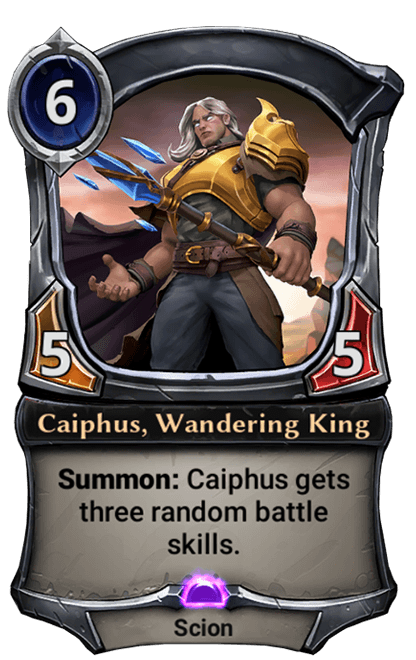 6
5
5
Caiphus, Wandering King
Summon: Caiphus gets
three random battle
skills.
Scion